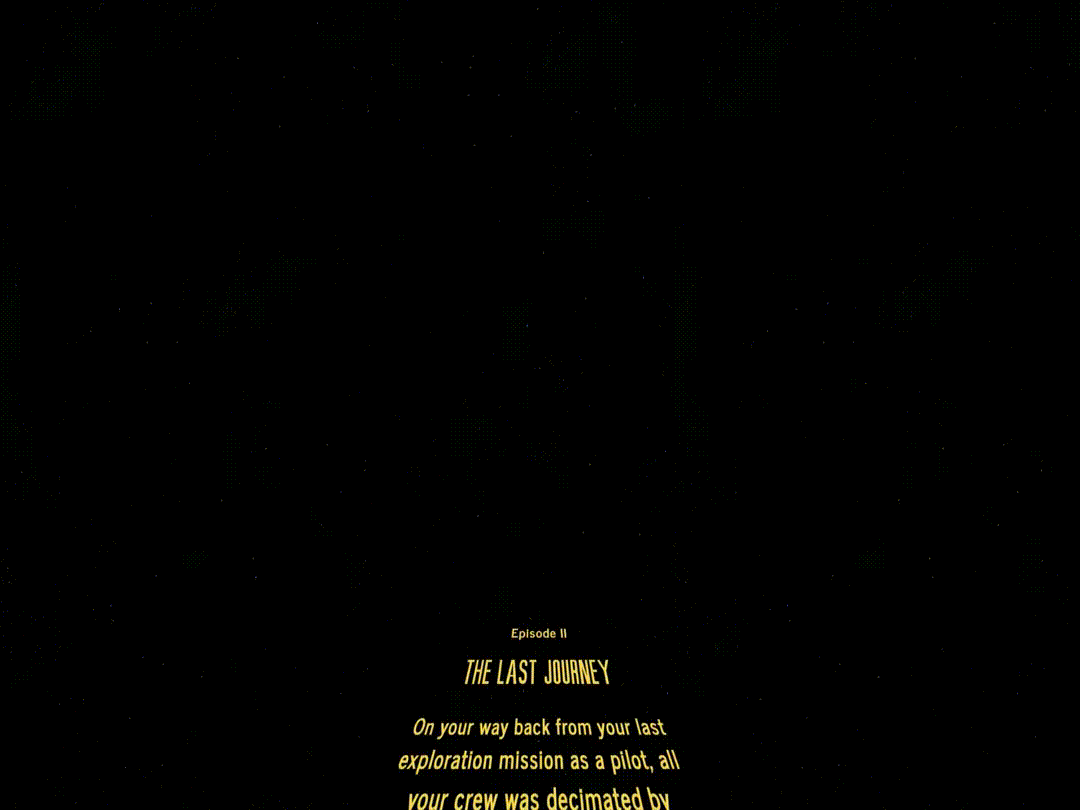 Episode II
THE LAST JOURNEY
On your way back from your last
exploration mission as a pilot, all
your crew was decimated by